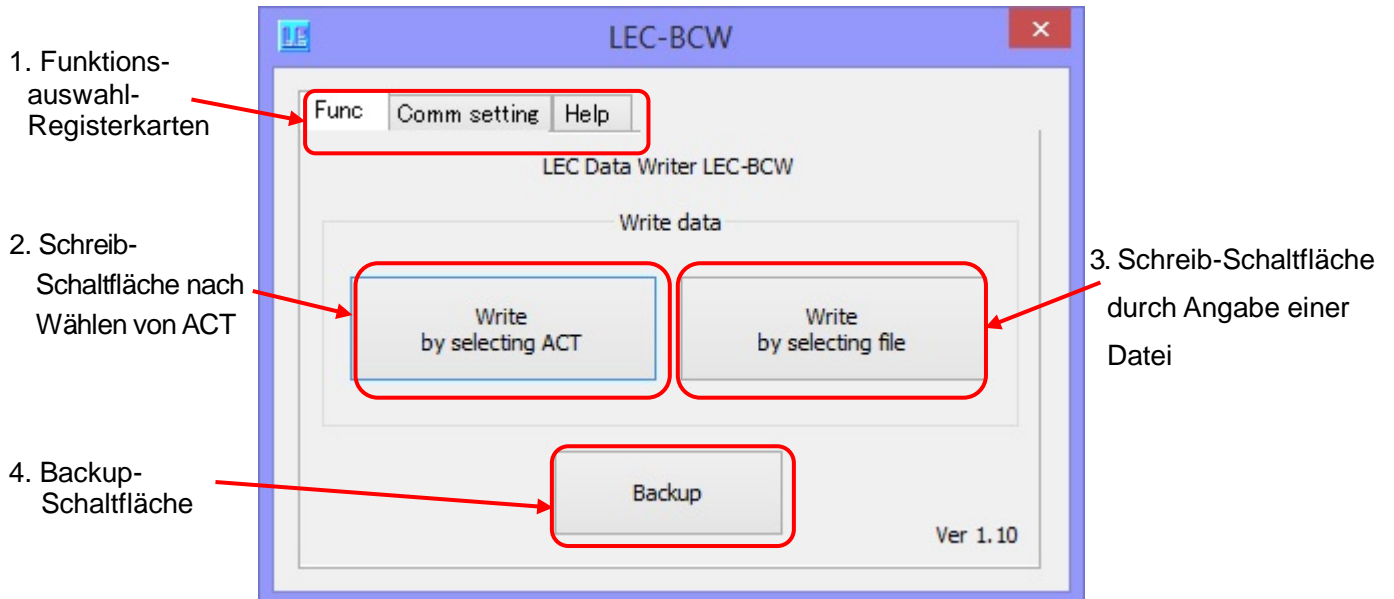 LEC-BCW
1. Funktions-
auswahl-
Registerkarten
Func Comm setting Help
LEC Data Writer LEC-BCW
Write data
2. Schreib-
Schaltfläche nach
Wählen von ACT
Write
by selecting ACT
Write
by selecting file
3. Schreib-Schaltfläche
durch Angabe einer
Datei
4. Backup-
Schaltfläche
Backup
Ver 1.10